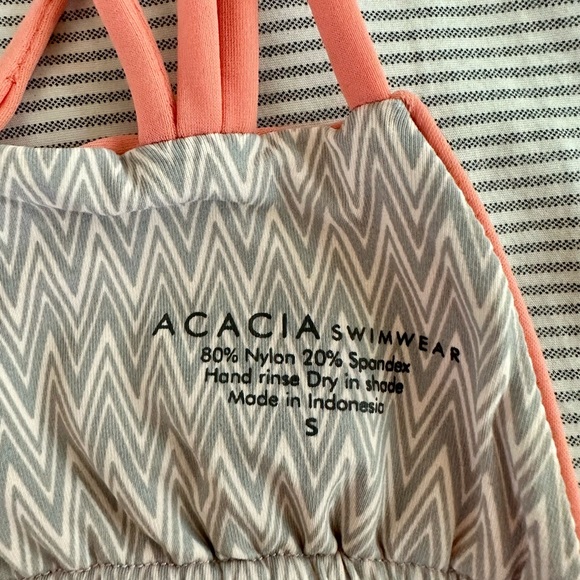 ACACIA SWIMWEAR
80% Nylon 20% Spandex
Hand rinse Dry in shade
Made in Indonesia
S